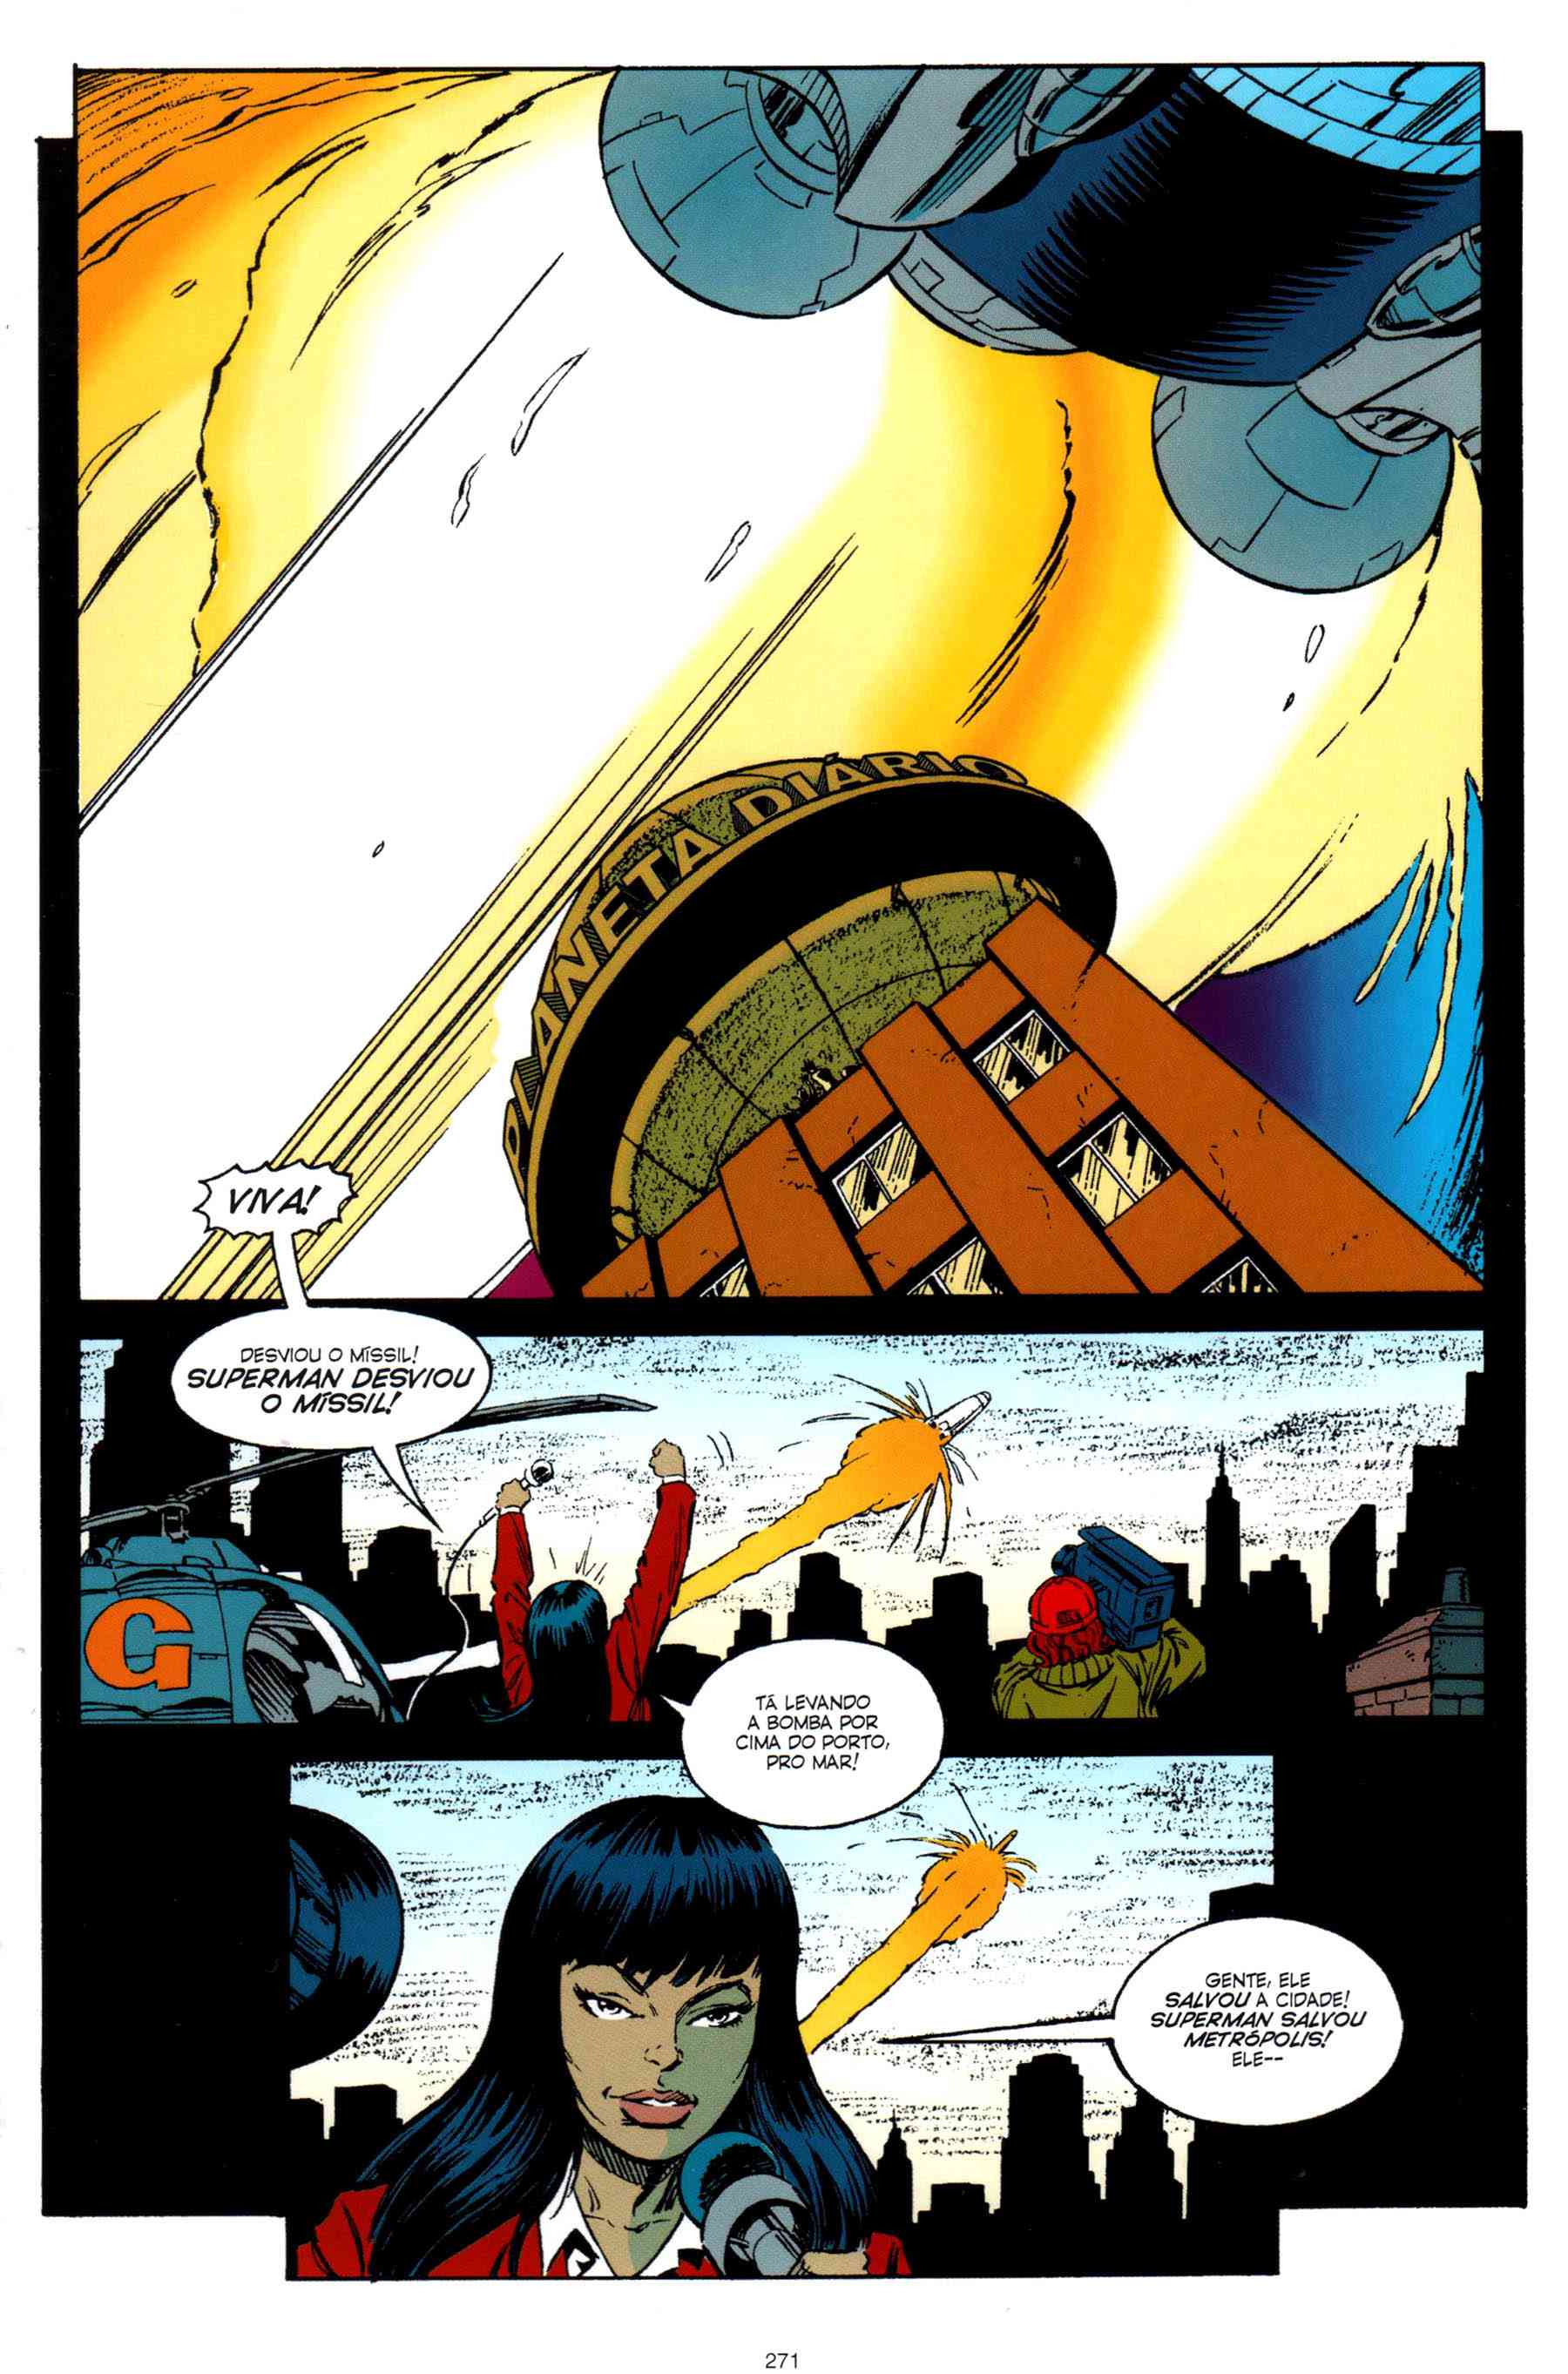 PLANETA DIÁRIO
VIVA!
DESVIOU O MÍSSIL!
SUPERMAN DESVIOU
O MÍSSIL!
G
TÁ LEVANDO
A BOMBA POR
CIMA DO PORTO,
PRO MAR!
GENTE, ELE
SALVOU A CIDADE!
SUPERMAN SALVOU
METRÓPOLIS!
ELE--
271